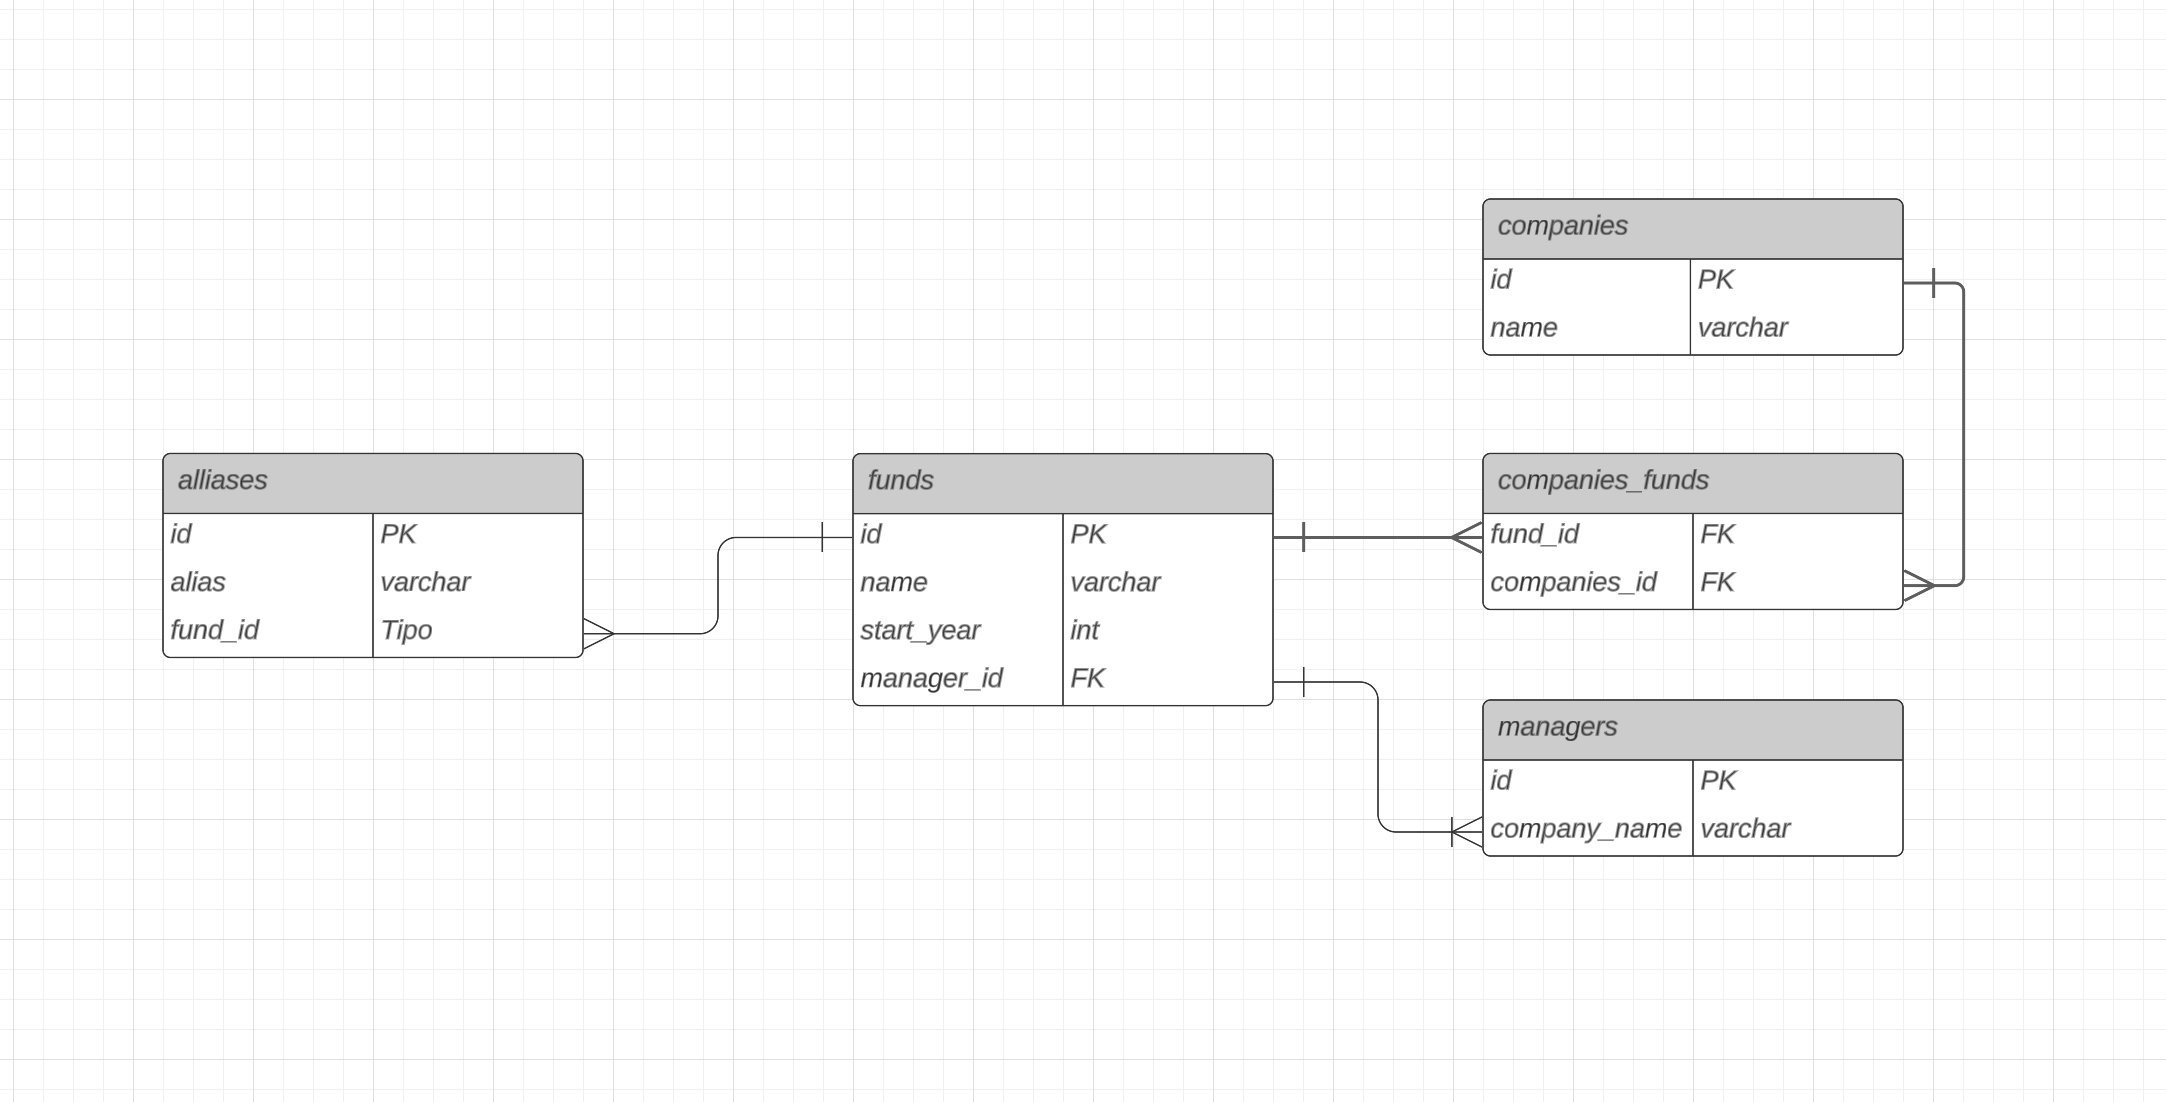 companies
id PK
name varchar
alliases
id PK
alias varchar
fund_id Tipo
funds
id PK
name varchar
start_year int
manager_id FK
companies_funds
fund_id FK
companies_id FK
managers
id PK
company_name varchar